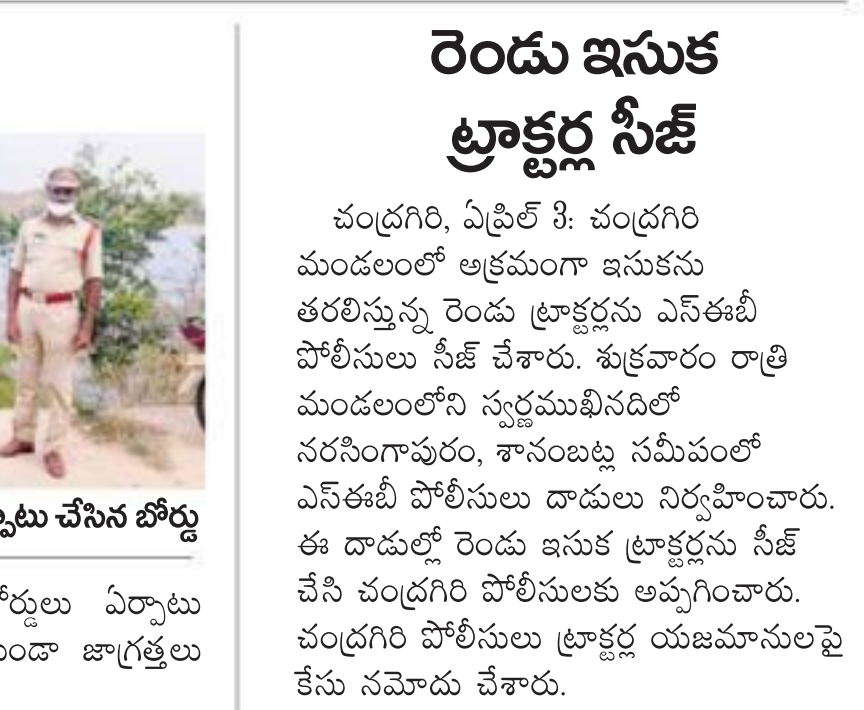 రెండు ఇసుక
ట్రాక్టర్ల సీజ్
చంద్రగిరి, ఏప్రిల్ 3: చంద్రగిరి
మండలంలో అక్రమంగా ఇసుకను
తరలిస్తున్న రెండు ట్రాక్టర్లను ఎస్ఈబీ
పోలీసులు సీజ్ చేశారు. శుక్రవారం రాత్రి
మండలంలోని స్వర్ణముఖినదిలో
నరసింగాపురం, శానంబట్ల సమీపంలో
ఎస్ఈబీ పోలీసులు దాడులు నిర్వహించారు.
ఈ దాడుల్లో రెండు ఇసుక ట్రాక్టర్లను సీజ్
చేసి చంద్రగిరి పోలీసులకు అప్పగించారు.
చంద్రగిరి పోలీసులు ట్రాక్టర్ల యజమానులపై
కేసు నమోదు చేశారు.
చేసిన బోర్డు
ఏర్పాటు
జాగ్రత్తలు